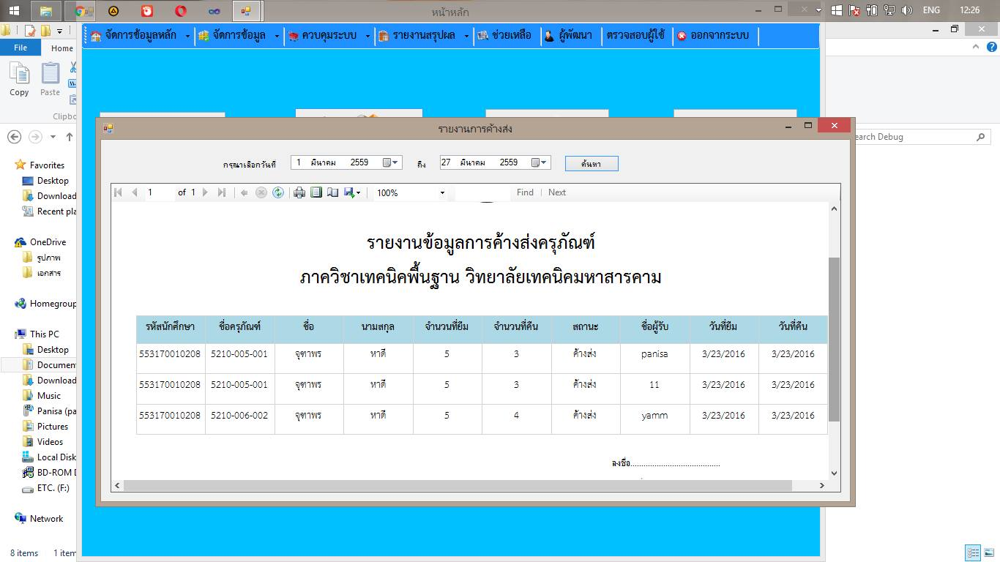 หน้าหลัก
ENG 12:26
จัดการข้อมูลหลัก จัดการข้อมูล ควบคุมระบบ รายงานสรุปผล ช่วยเหลือ ผู้พัฒนา ตรวจสอบผู้ใช้ ออกจากระบบ
File Home
Copy Paste
Clipbo
earch Debug
Favorites
Desktop
Download
Recent pla
OneDrive
รูปภาพ
เอกสาร
Homegroup
This PC
Desktop
Documen
Download
Music
Panisa (pa
Pictures
Videos
Local Disk
BD-ROM D
ETC. (F:)
Network
8 items 1 item
รายงานการค้างส่ง
กรุณาเลือกวันที่ 1 มีนาคม 2559 ถึง 27 มีนาคม 2559 ค้นหา
1 of 1 100% Find | Next
รายงานข้อมูลการค้างส่งครุภัณฑ์
ภาควิชาเทคนิคพื้นฐาน วิทยาลัยเทคนิคมหาสารคาม
รหัสนักศึกษา ชื่อครุภัณฑ์ ชื่อ นามสกุล จำนวนที่ยืม จำนวนที่คืน สถานะ ชื่อผู้รับ วันที่ยืม วันที่คืน
553170010208 5210-005-001 จุฑาพร หาดี 5 3 ค้างส่ง panisa 3/23/2016 3/23/2016
553170010208 5210-005-001 จุฑาพร หาดี 5 3 ค้างส่ง 11 3/23/2016 3/23/2016
553170010208 5210-006-002 จุฑาพร หาดี 5 4 ค้างส่ง yamm 3/23/2016 3/23/2016
ลงชื่อ.........................................